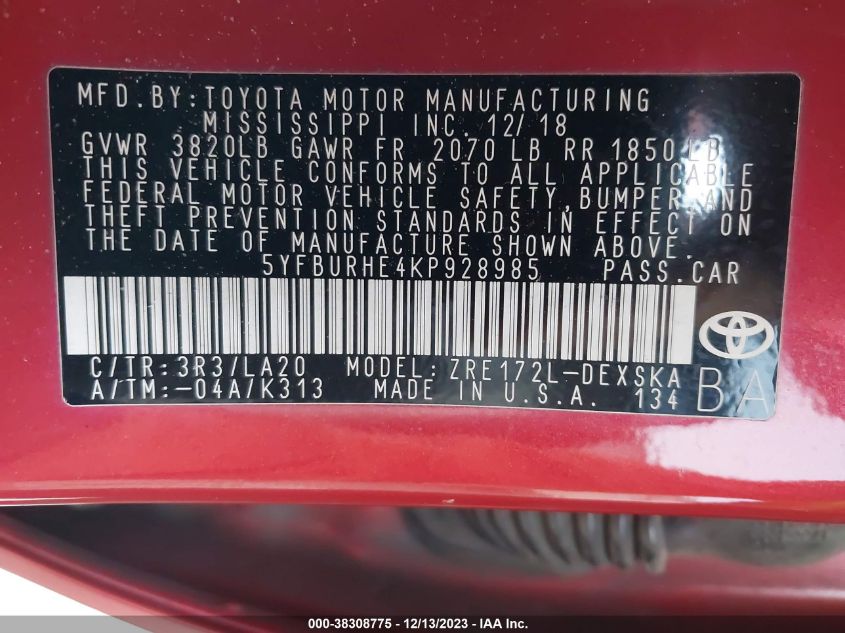 MFD.BY:TOYOTA MOTOR MANUFACTURING
MISSISSIPPI INC. 12/18
GVWR 3820LB GAWR FR 2070 LB RR 1850 LB
THIS VEHICLE CONFORMS TO ALL APPLICABLE
FEDERAL MOTOR VEHICLE SAFETY,BUMPER,AND
THEFT PREVENTION STANDARDS IN EFFECT ON
THE DATE OF MANUFACTURE SHOWN ABOVE.
5YFBURHE4KP928985 PASS.CAR
C/TR:3R3/LA20 MODEL:ZRE172L-DEXSKA
A/TM:-04A/K313 MADE IN U.S.A. 134 BA
000-38308775 - 12/13/2023 - IAA, Inc.